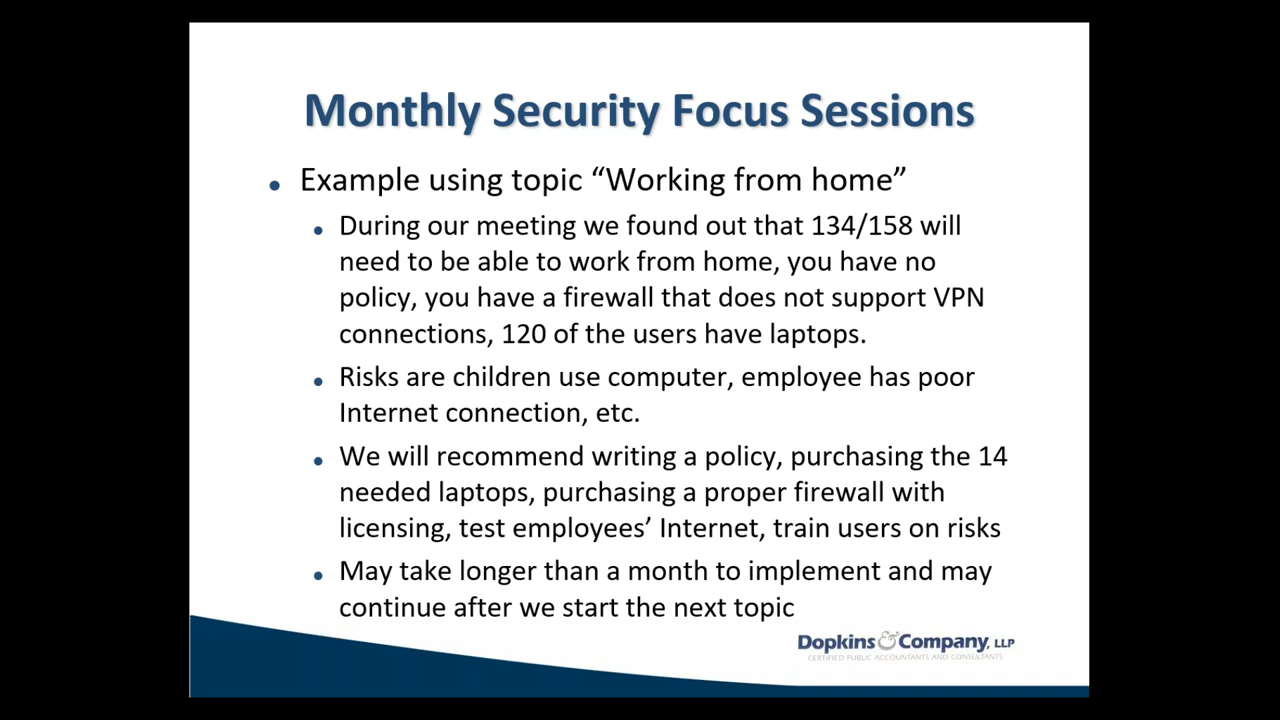 Monthly Security Focus Sessions
Example using topic “Working from home”
During our meeting we found out that 134/158 will
need to be able to work from home, you have no
policy, you have a firewall that does not support VPN
connections, 120 of the users have laptops.
Risks are children use computer, employee has poor
Internet connection, etc.
We will recommend writing a policy, purchasing the 14
needed laptops, purchasing a proper firewall with
licensing, test employees’ Internet, train users on risks
May take longer than a month to implement and may
continue after we start the next topic
Dopkins & Company, LLP
CERTIFIED PUBLIC ACCOUNTANTS AND CONSULTANTS